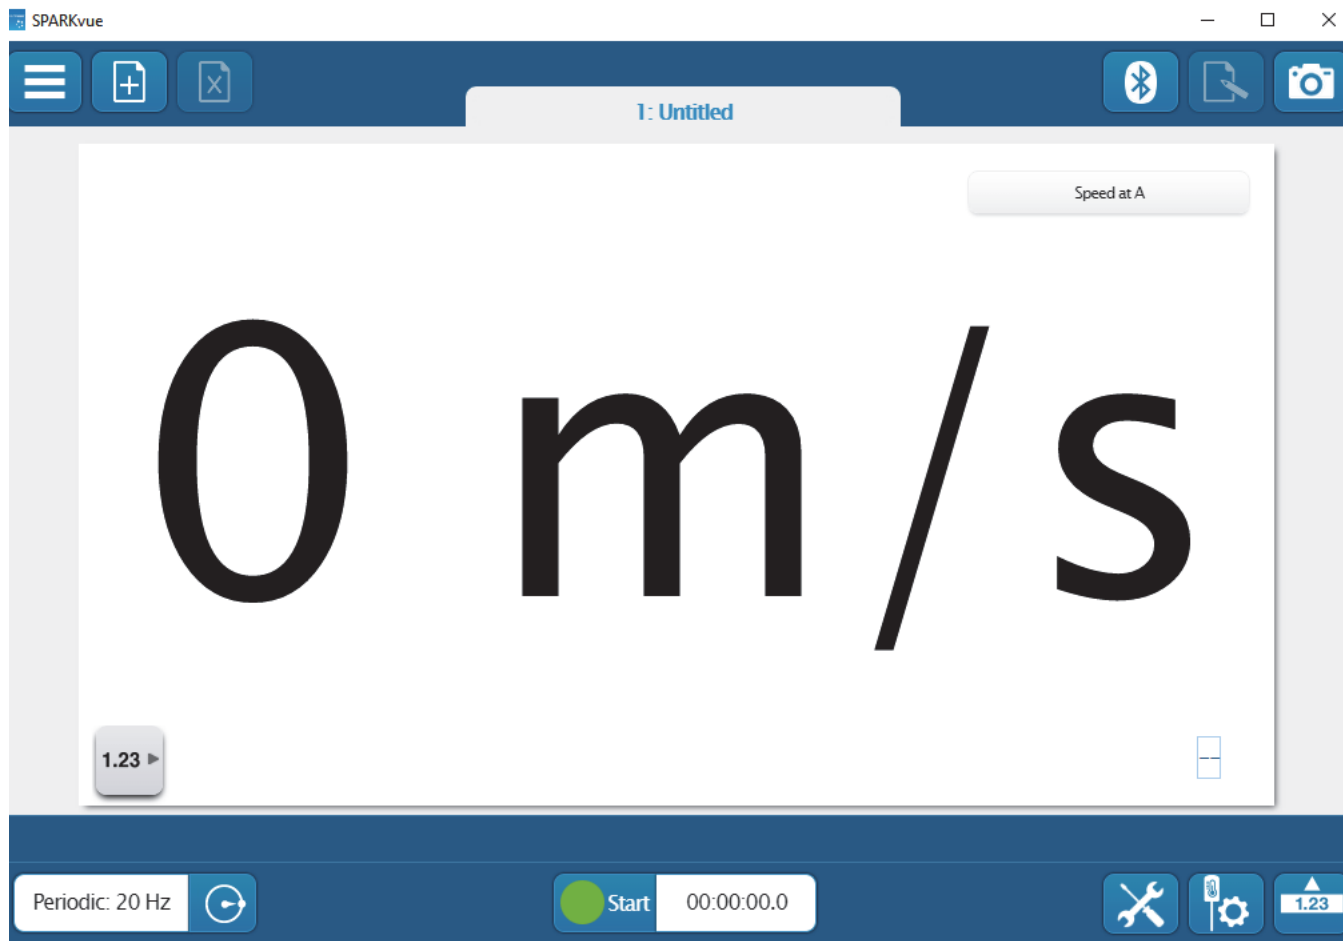 SPARKvue
1: Untitled
Speed at A
0 m/s
1.23
--
Periodic: 20 Hz
Start
00:00:00.0
1.23